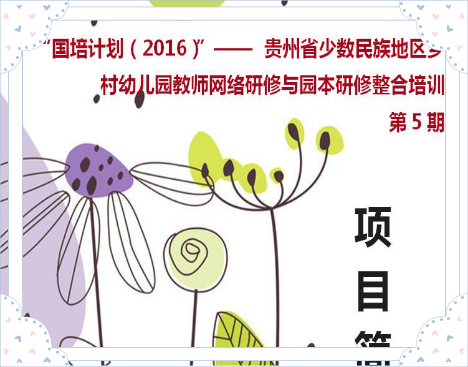 “国培计划（2016）”—— 贵州省少数民族地区乡
村幼儿园教师网络研修与园本研修整合培训
第 5 期
项
目
简